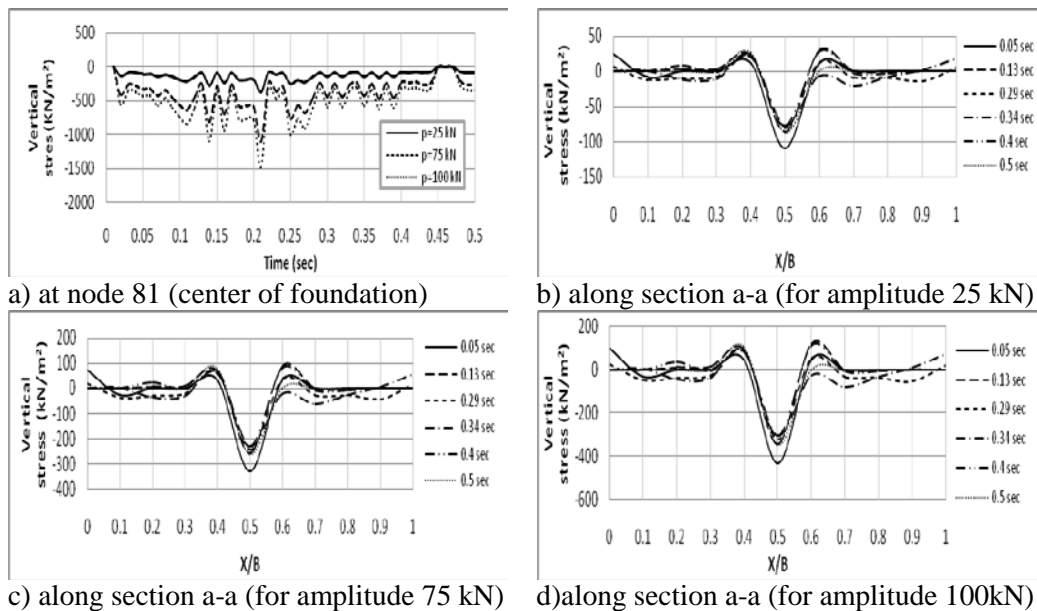 Vertical
stress (KN/m²)
500
0
-500
-1000
-1500
-2000
p=25 kN
p=75 kN
p=100 kN
0 0.05 0.1 0.15 0.2 0.25 0.3 0.35 0.4 0.45 0.5
Time (sec)
a) at node 81 (center of foundation)
Vertical
stress (kN/m²)
50
0
-50
-100
-150
0 0.1 0.2 0.3 0.4 0.5 0.6 0.7 0.8 0.9 1
X/B
0.05 sec
0.13 sec
0.29 sec
0.34 sec
0.4 sec
0.5 sec
b) along section a-a (for amplitude 25 kN)
Vertical
stress (kN/m²)
200
100
0
-100
-200
-300
-400
0 0.1 0.2 0.3 0.4 0.5 0.6 0.7 0.8 0.9 1
X/B
0.05 sec
0.13 sec
0.29 sec
0.34 sec
0.4 sec
0.5 sec
c) along section a-a (for amplitude 75 kN)
Vertical
stress (kN/m²)
200
0
-200
-400
-600
0 0.1 0.2 0.3 0.4 0.5 0.6 0.7 0.8 0.9 1
X/B
0.05 sec
0.13 sec
0.29 sec
0.34 sec
0.4 sec
0.5 sec
d)along section a-a (for amplitude 100kN)